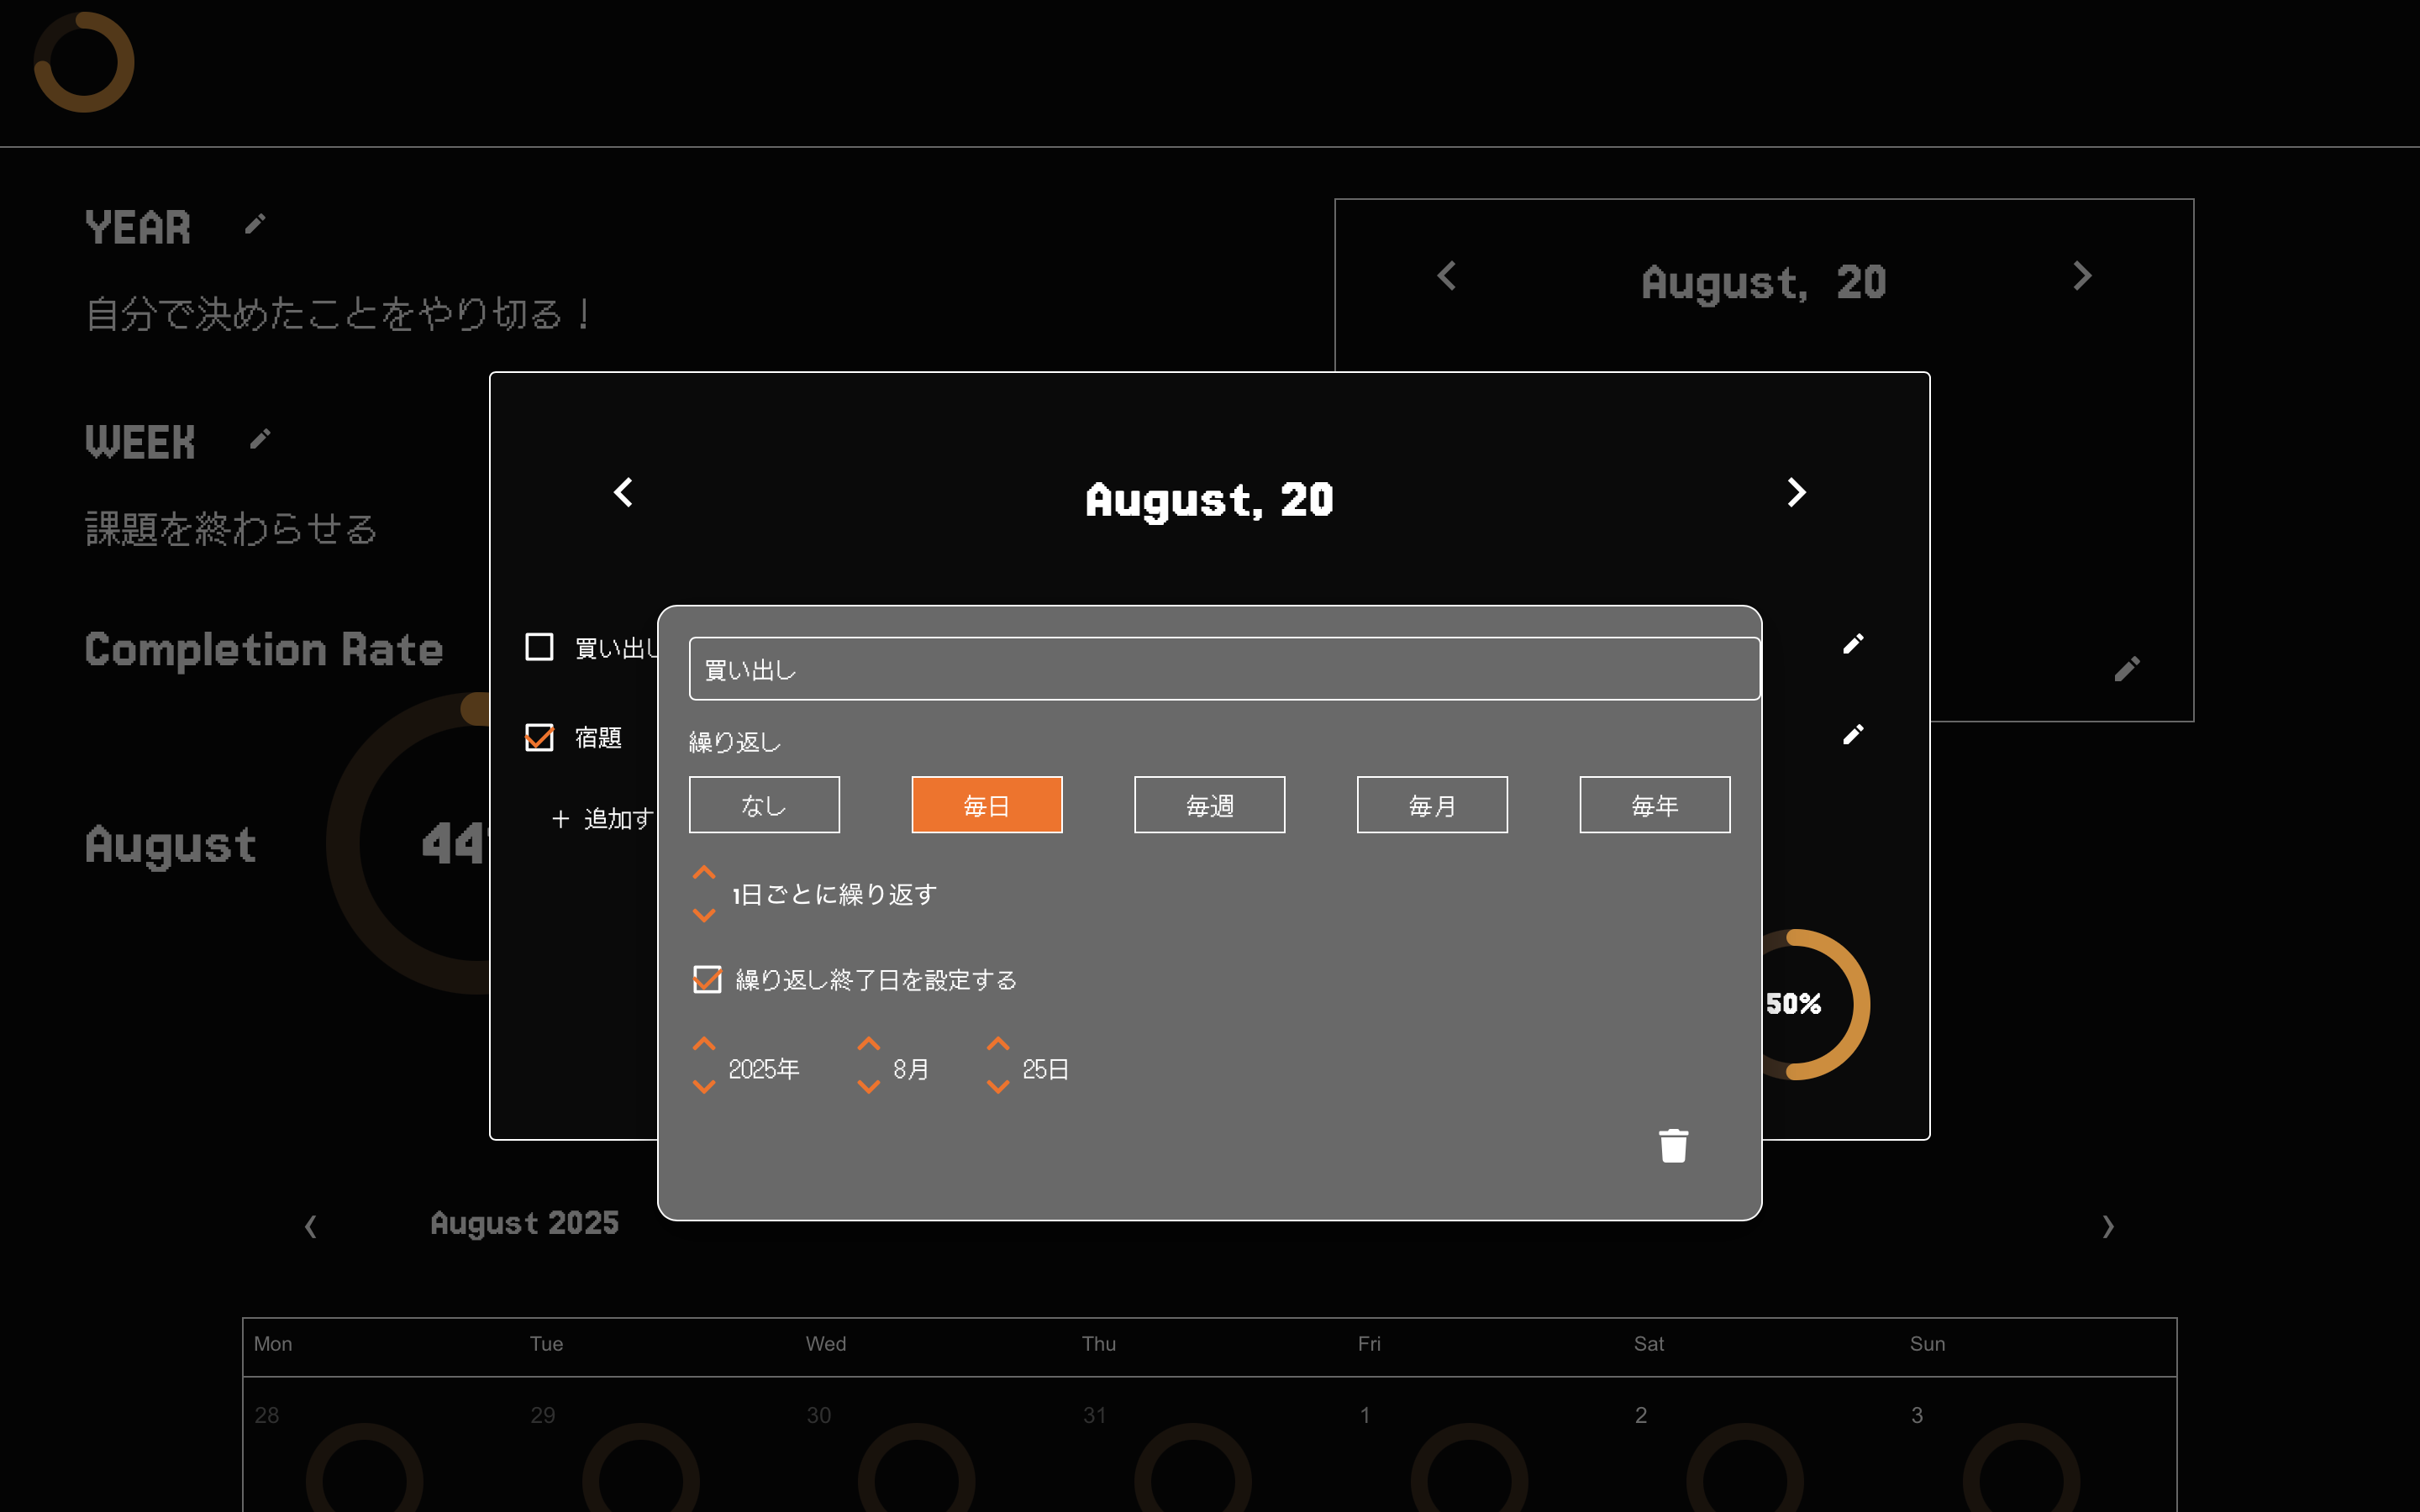 YEAR
自分で決めたことをやり切る！
August, 20
WEEK
課題を終わらせる
August, 20
Completion Rate
買い出し
買い出し
宿題
繰り返し
なし 毎日 毎週 毎月 毎年
＋ 追加す
August
44
1日ごとに繰り返す
繰り返し終了日を設定する
50%
2025年 8月 25日
August 2025
Mon Tue Wed Thu Fri Sat Sun
28 29 30 31 1 2 3